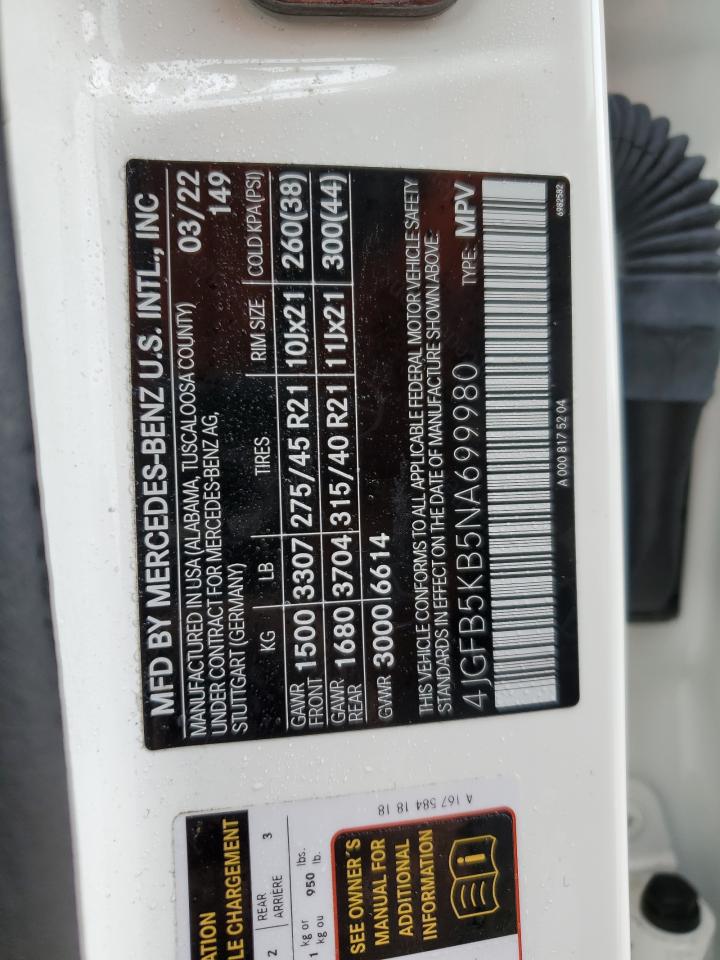 MFD BY MERCEDES-BENZ U.S. INTL., INC
MANUFACTURED IN USA (ALABAMA, TUSCALOOSA COUNTY) 03/22
UNDER CONTRACT FOR MERCEDES-BENZ AG, 149
STUTTGART (GERMANY)
KG LB TIRES RIM SIZE COLD KPA (PSI)
GAWR FRONT 1500 3307 275/45 R21 10Jx21 260(38)
GAWR REAR 1680 3704 315/40 R21 11Jx21 300(44)
GVWR 3000 6614
THIS VEHICLE CONFORMS TO ALL APPLICABLE FEDERAL MOTOR VEHICLE SAFETY
STANDARDS IN EFFECT ON THE DATE OF MANUFACTURE SHOWN ABOVE.
4JGFB5KB5NA699980 TYPE: MPV
A 000 817 52 04 6982582
ATION
LE CHARGEMENT
2 REAR 3
ARRIÈRE
1 kg or 950 lbs.
kg ou lb.
SEE OWNER'S
MANUAL FOR
ADDITIONAL
INFORMATION
A 167 584 18 18